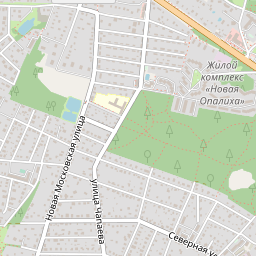 Жилой
комплекс
«Новая
Опалиха»
Новая Московская улица
улица Чапаева
Северная ул